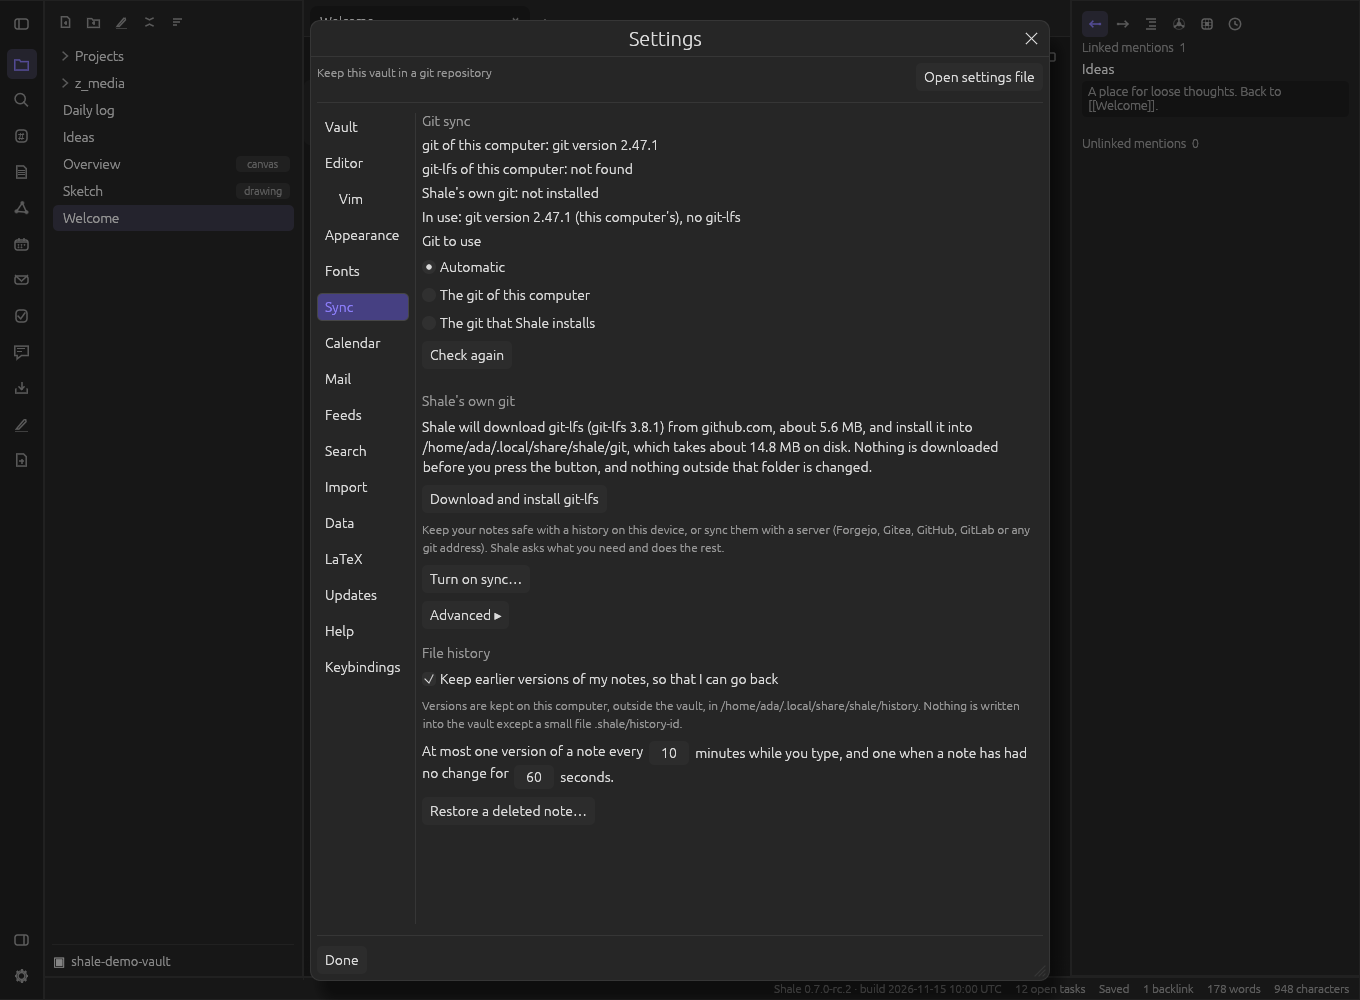 Settings
Keep this vault in a git repository
Open settings file
Projects
z_media
Daily log
Ideas
Overview
canvas
Sketch
drawing
Welcome
shale-demo-vault
Vault
Editor
Vim
Appearance
Fonts
Sync
Calendar
Mail
Feeds
Search
Import
Data
LaTeX
Updates
Help
Keybindings
Git sync
git of this computer: git version 2.47.1
git-lfs of this computer: not found
Shale's own git: not installed
In use: git version 2.47.1 (this computer's), no git-lfs
Git to use
Automatic
The git of this computer
The git that Shale installs
Check again
Shale's own git
Shale will download git-lfs (git-lfs 3.8.1) from github.com, about 5.6 MB, and install it into
/home/ada/.local/share/shale/git, which takes about 14.8 MB on disk. Nothing is downloaded
before you press the button, and nothing outside that folder is changed.
Download and install git-lfs
Keep your notes safe with a history on this device, or sync them with a server (Forgejo, Gitea, GitHub, GitLab or any
git address). Shale asks what you need and does the rest.
Turn on sync…
Advanced ▸
File history
Keep earlier versions of my notes, so that I can go back
Versions are kept on this computer, outside the vault, in /home/ada/.local/share/shale/history. Nothing is written
into the vault except a small file .shale/history-id.
At most one version of a note every 10 minutes while you type, and one when a note has had
no change for 60 seconds.
Restore a deleted note…
Done
Linked mentions 1
Ideas
A place for loose thoughts. Back to
[[Welcome]].
Unlinked mentions 0
Shale 0.7.0-rc.2 · build 2026-11-15 10:00 UTC 12 open tasks Saved 1 backlink 178 words 948 characters